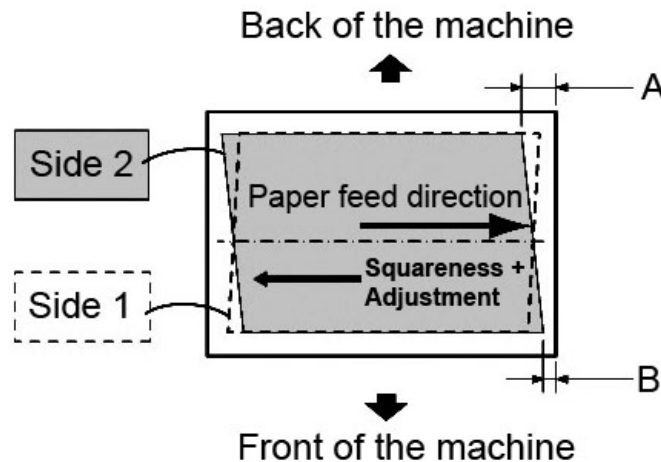 Back of the machine
A
Side 2
Paper feed direction
Squareness +
Adjustment
Side 1
B
Front of the machine